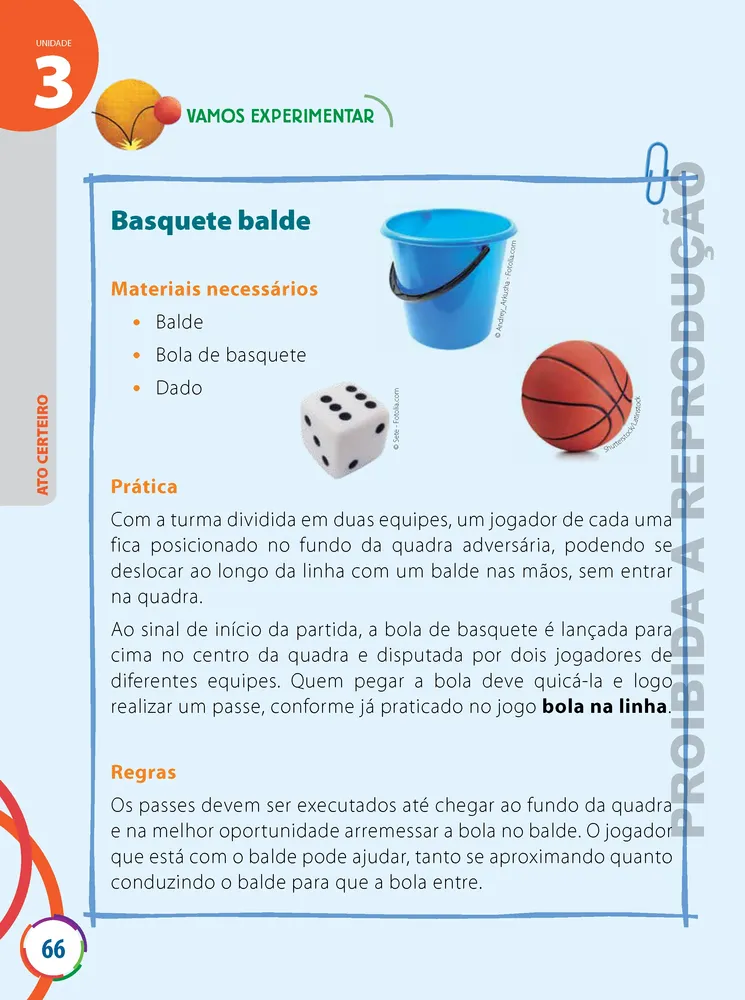 UNIDADE
3
VAMOS EXPERIMENTAR
Basquete balde
Materiais necessários
• Balde
• Bola de basquete
• Dado
© Andrey_Arkusha - Fotolia.com
© Sete - Fotolia.com
Shutterstock/Latinstock
ATO CERTEIRO
Prática
Com a turma dividida em duas equipes, um jogador de cada uma
fica posicionado no fundo da quadra adversária, podendo se
deslocar ao longo da linha com um balde nas mãos, sem entrar
na quadra.
Ao sinal de início da partida, a bola de basquete é lançada para
cima no centro da quadra e disputada por dois jogadores de
diferentes equipes. Quem pegar a bola deve quicá-la e logo
realizar um passe, conforme já praticado no jogo bola na linha.
Regras
Os passes devem ser executados até chegar ao fundo da quadra
e na melhor oportunidade arremessar a bola no balde. O jogador
que está com o balde pode ajudar, tanto se aproximando quanto
conduzindo o balde para que a bola entre.
PROIBIDA A REPRODUÇÃO
66